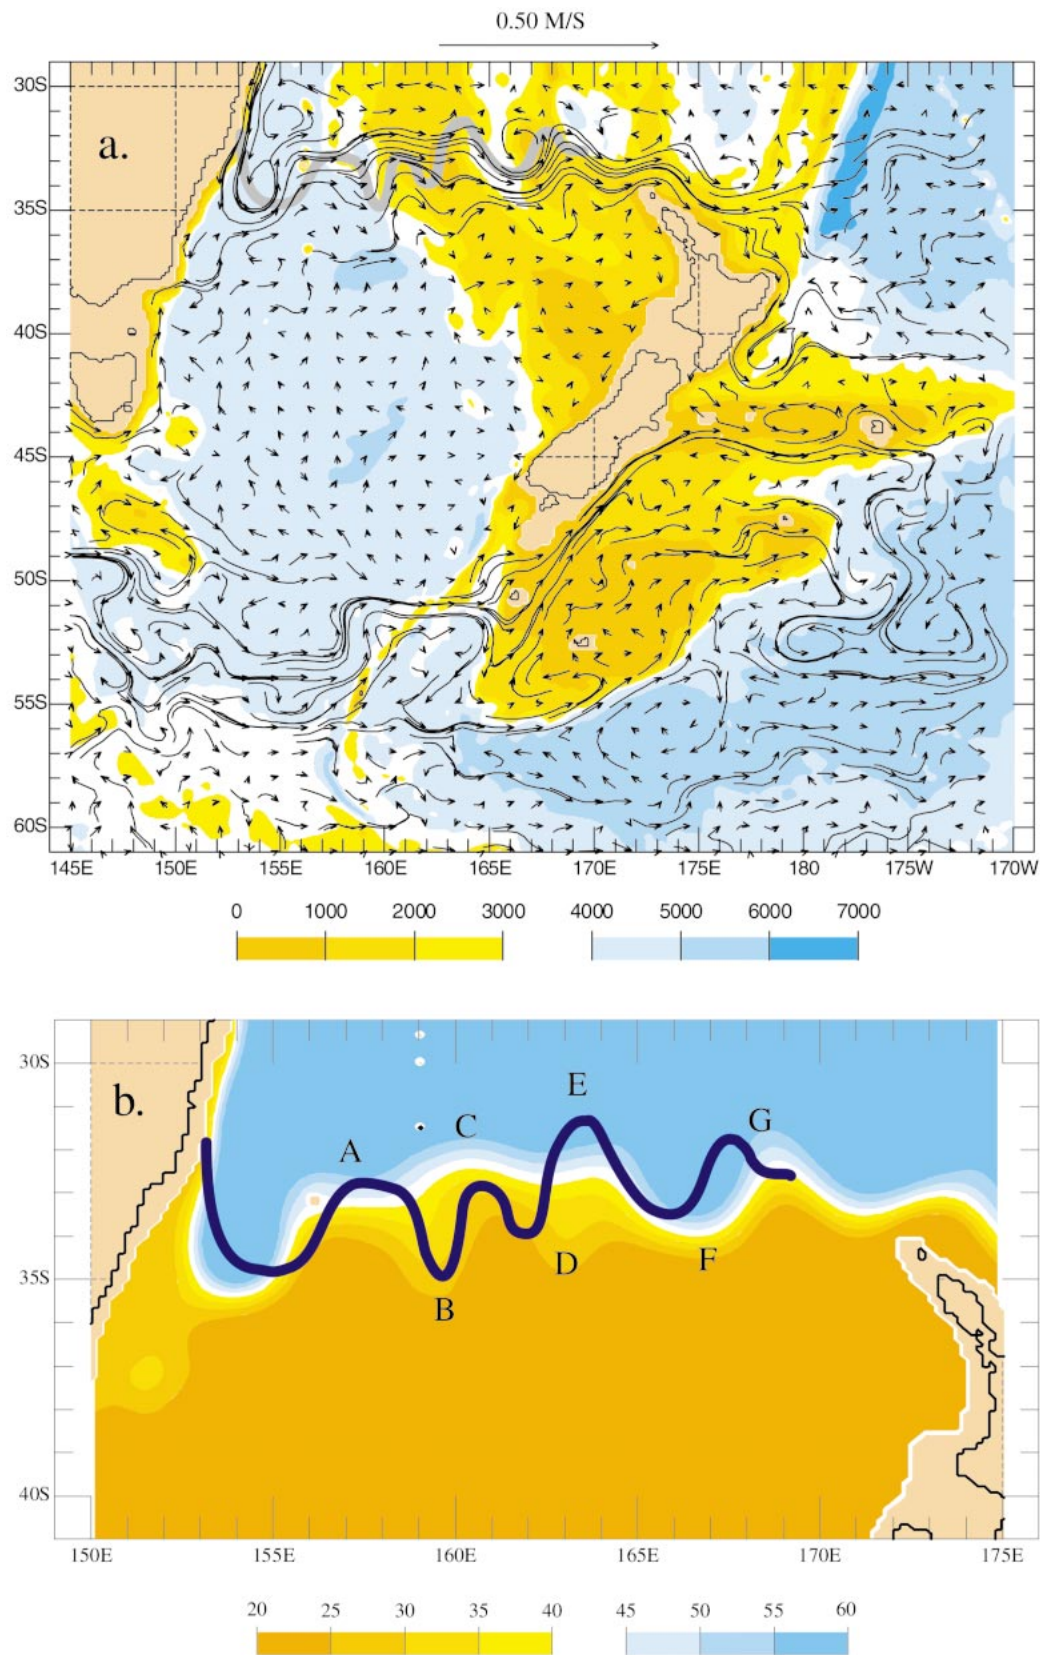 0.50 M/S
30S
a.
35S
40S
45S
50S
55S
60S
145E 150E 155E 160E 165E 170E 175E 180 175W 170W
0 1000 2000 3000 4000 5000 6000 7000
30S
b.
E
A
C
G
B
D
F
35S
40S
150E 155E 160E 165E 170E 175E
20 25 30 35 40 45 50 55 60